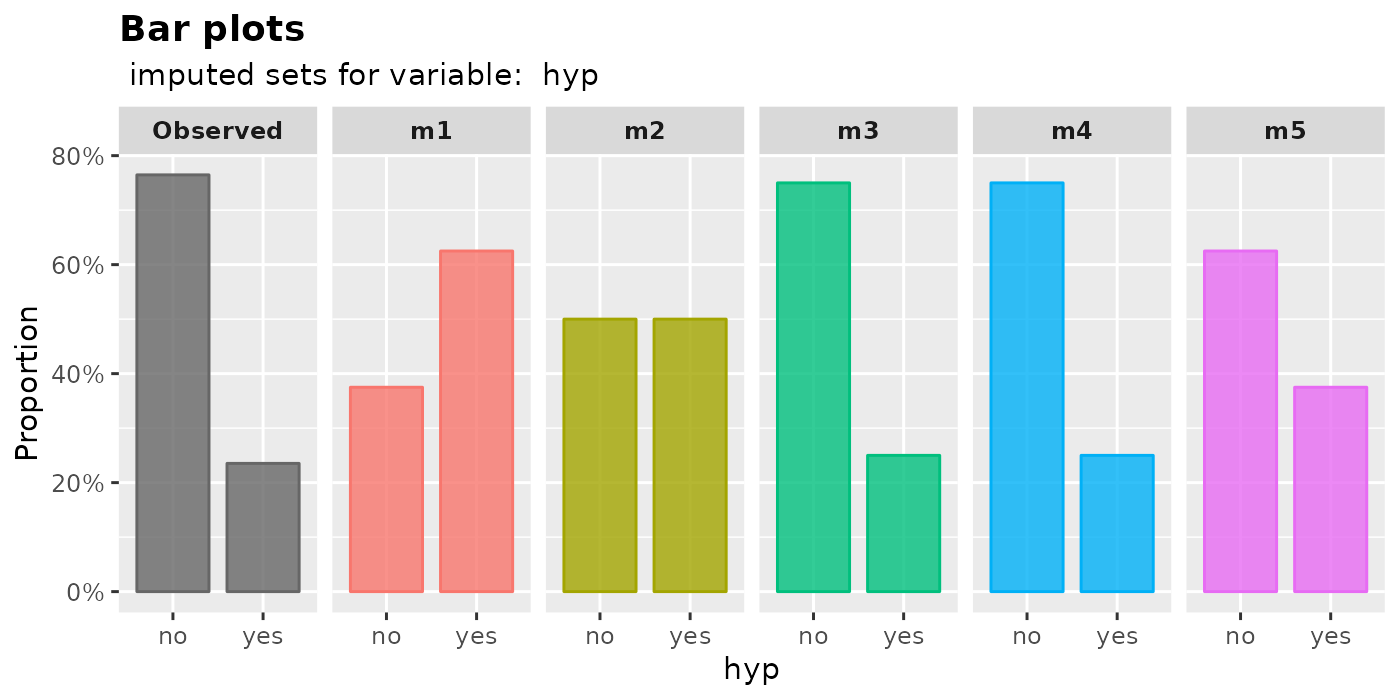 Bar plots
imputed sets for variable:  hyp
Observed m1 m2 m3 m4 m5
80%
60%
40%
20%
0%
Proportion
no yes no yes no yes no yes no yes no yes
hyp